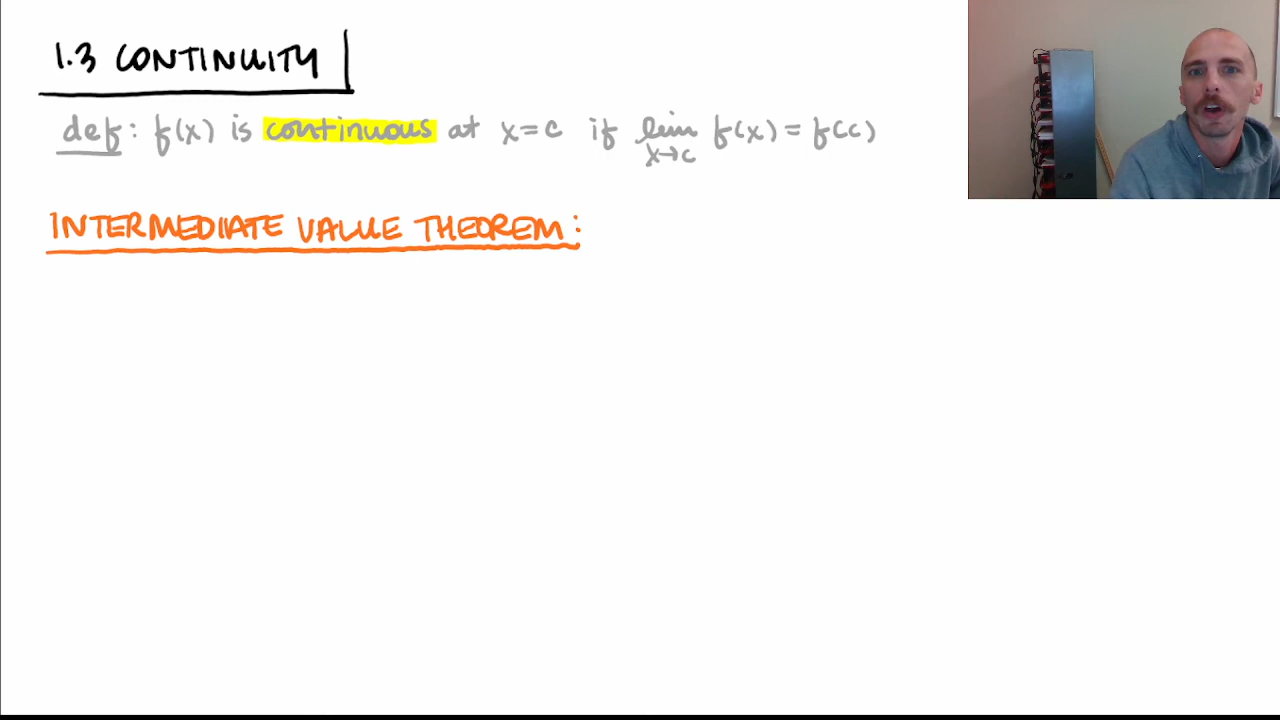 1.3 CONTINUITY
def: f(x) is continuous at x=c if lim f(x) = f(c)
x→c
INTERMEDIATE VALUE THEOREM: